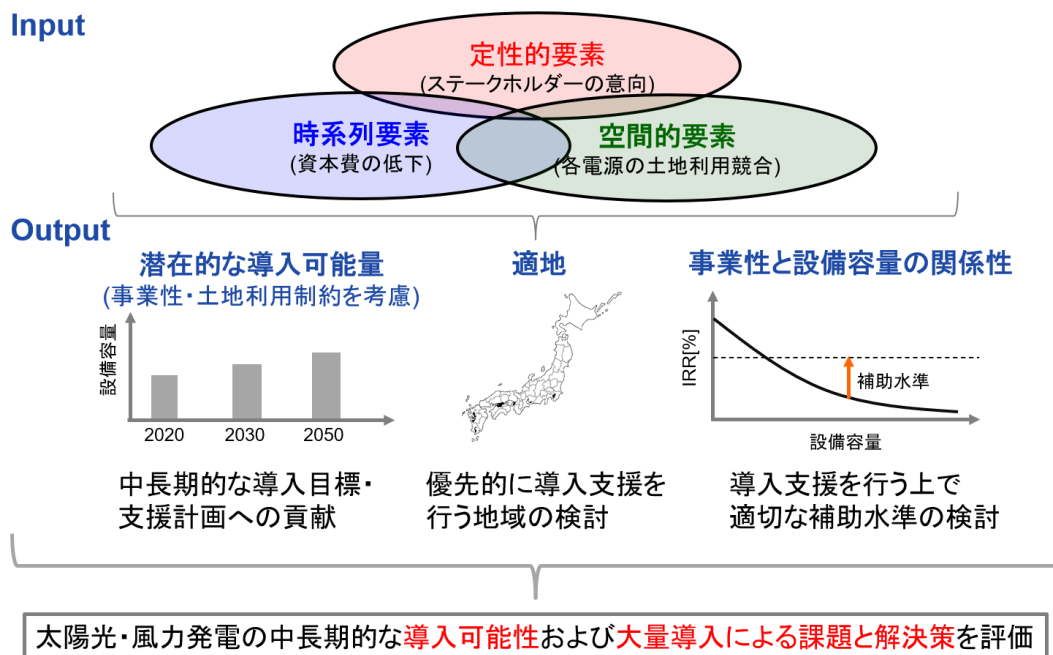 Input
定性的要素
(ステークホルダーの意向)
時系列要素
(資本費の低下)
空間的要素
(各電源の土地利用競合)
Output
潜在的な導入可能量
(事業性・土地利用制約を考慮)
設備容量
2020
2030
2050
中長期的な導入目標・
支援計画への貢献
適地
優先的に導入支援を
行う地域の検討
事業性と設備容量の関係性
IRR[%]
補助水準
設備容量
導入支援を行う上で
適切な補助水準の検討
太陽光・風力発電の中長期的な導入可能性および大量導入による課題と解決策を評価